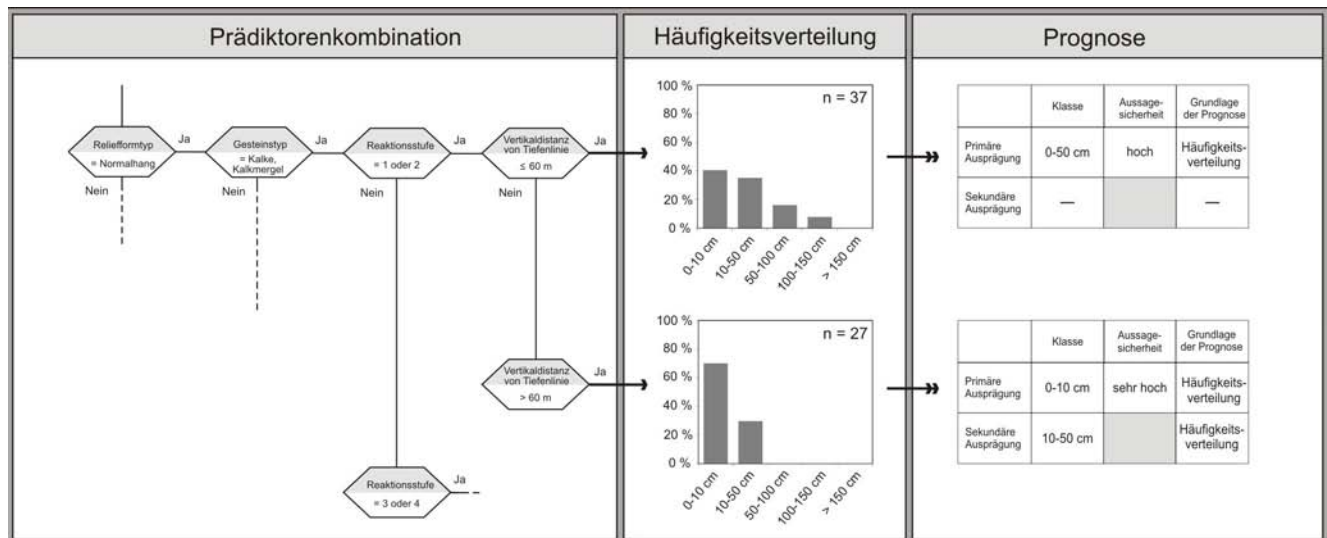 Prädiktorenkombination
Häufigkeitsverteilung
Prognose
Reliefformtyp
= Normalhang
Ja
Nein
Gesteinstyp
= Kalke,
Kalkmergel
Ja
Nein
Reaktionsstufe
= 1 oder 2
Ja
Nein
Vertikaldistanz
von Tiefenlinie
≤ 60 m
Ja
Nein
Vertikaldistanz
von Tiefenlinie
> 60 m
Ja
Reaktionsstufe
= 3 oder 4
Ja
100 %
80 %
60 %
40 %
20 %
0 %
n = 37
0-10 cm
10-50 cm
50-100 cm
100-150 cm
> 150 cm
100 %
80 %
60 %
40 %
20 %
0 %
n = 27
0-10 cm
10-50 cm
50-100 cm
100-150 cm
> 150 cm
Klasse
Aussage-
sicherheit
Grundlage
der Prognose
Primäre
Ausprägung
0-50 cm
hoch
Häufigkeits-
verteilung
Sekundäre
Ausprägung
—
—
Klasse
Aussage-
sicherheit
Grundlage
der Prognose
Primäre
Ausprägung
0-10 cm
sehr hoch
Häufigkeits-
verteilung
Sekundäre
Ausprägung
10-50 cm
Häufigkeits-
verteilung